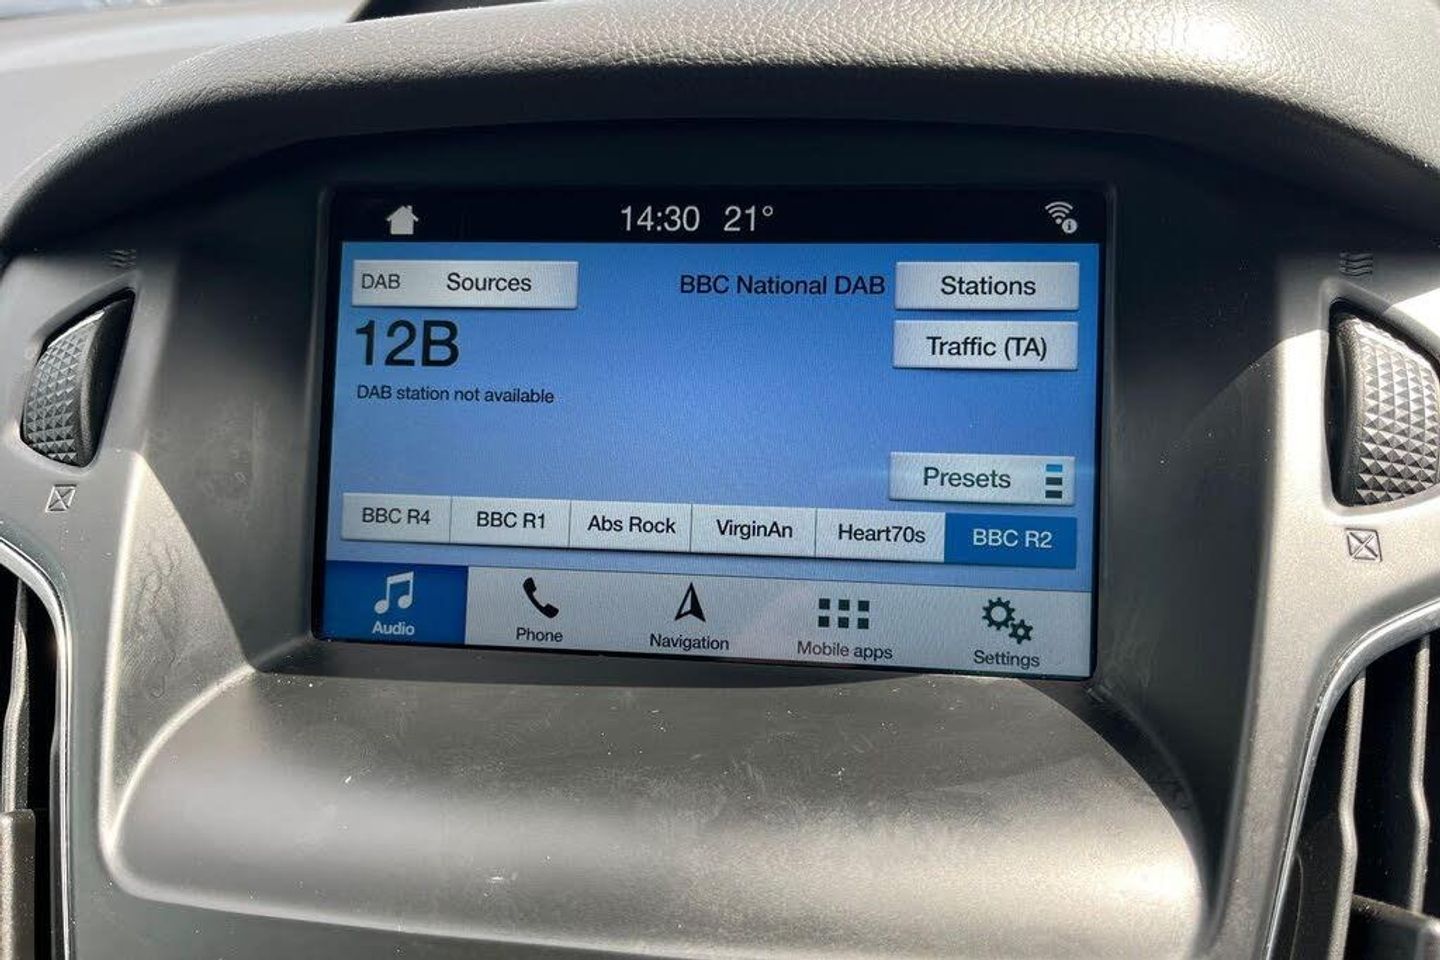 14:30 21°
DAB Sources
BBC National DAB
Stations
12B
Traffic (TA)
DAB station not available
Presets
BBC R4
BBC R1
Abs Rock
VirginAn
Heart70s
BBC R2
Audio
Phone
Navigation
Mobile apps
Settings